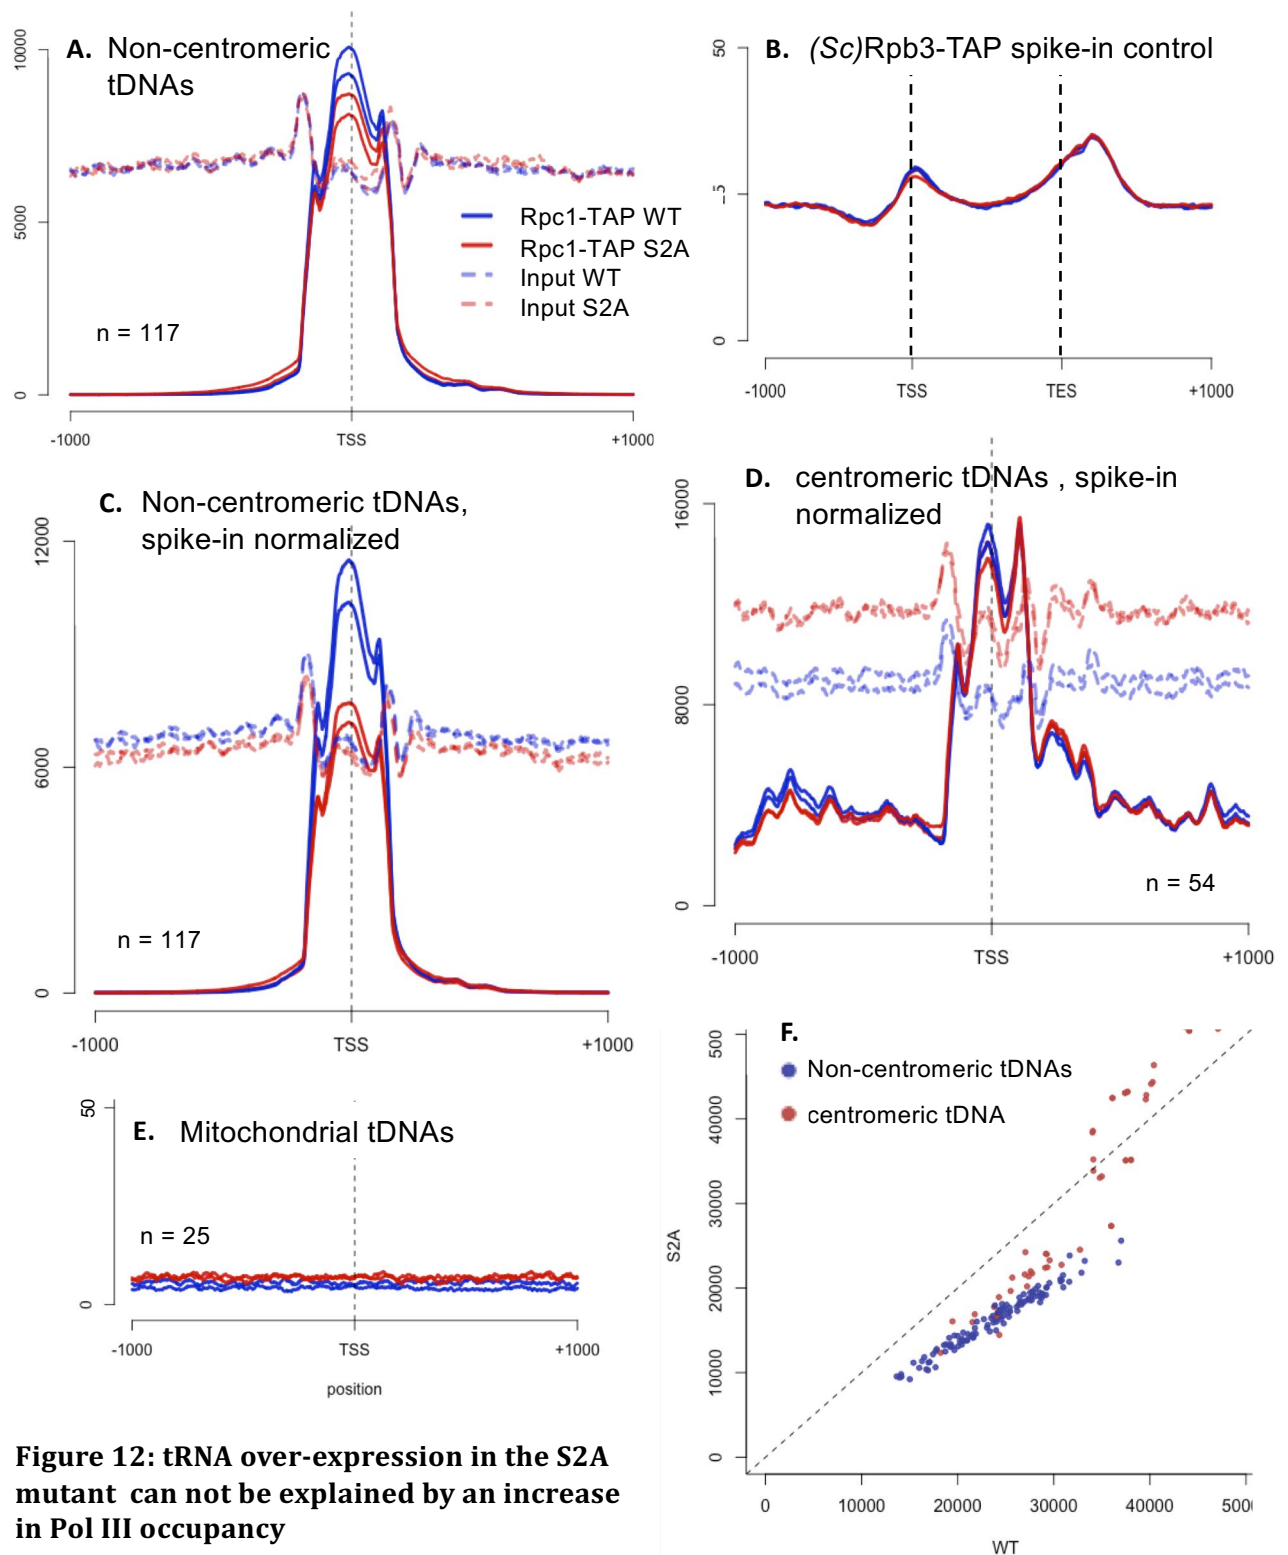 A. Non-centromeric
tDNAs
10000
5000
0
Rpc1-TAP WT
Rpc1-TAP S2A
Input WT
Input S2A
n = 117
-1000
TSS
+1000
B. (Sc)Rpb3-TAP spike-in control
50
.5
0
-1000
TSS
TES
+1000
C. Non-centromeric tDNAs,
spike-in normalized
12000
6000
0
n = 117
-1000
TSS
+1000
D. centromeric tDNAs , spike-in
normalized
16000
8000
0
n = 54
-1000
TSS
+1000
E. Mitochondrial tDNAs
50
0
n = 25
-1000
TSS
+1000
position
F.
Non-centromeric tDNAs
centromeric tDNA
500
40000
30000
20000
10000
0
S2A
0
10000
20000
30000
40000
5000
WT
Figure 12: tRNA over-expression in the S2A
mutant can not be explained by an increase
in Pol III occupancy